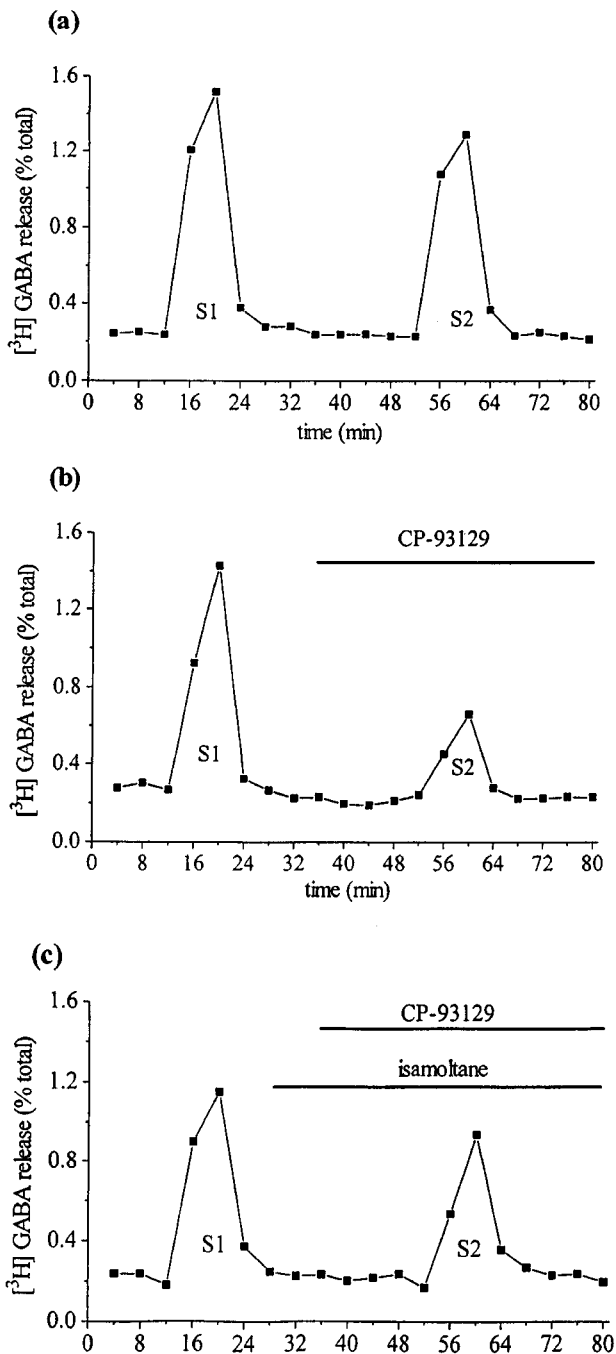 (a)
[³H] GABA release (% total)
1.6
1.2
0.8
0.4
0.0
S1
S2
0 8 16 24 32 40 48 56 64 72 80
time (min)
(b)
[³H] GABA release (% total)
1.6
1.2
0.8
0.4
0.0
CP-93129
S1
S2
0 8 16 24 32 40 48 56 64 72 80
time (min)
(c)
[³H] GABA release (% total)
1.6
1.2
0.8
0.4
0.0
CP-93129
isamoltane
S1
S2
0 8 16 24 32 40 48 56 64 72 80
time (min)